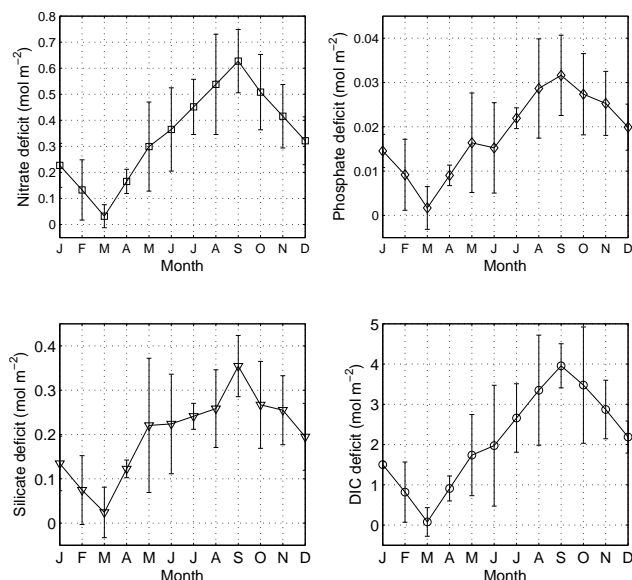 0.8
0.7
0.6
0.5
0.4
0.3
0.2
0.1
0
Nitrate deficit (mol m⁻²)
J F M A M J J A S O N D
Month
0.04
0.03
0.02
0.01
0
Phosphate deficit (mol m⁻²)
J F M A M J J A S O N D
Month
0.4
0.3
0.2
0.1
0
Silicate deficit (mol m⁻²)
J F M A M J J A S O N D
Month
5
4
3
2
1
0
DIC deficit (mol m⁻²)
J F M A M J J A S O N D
Month